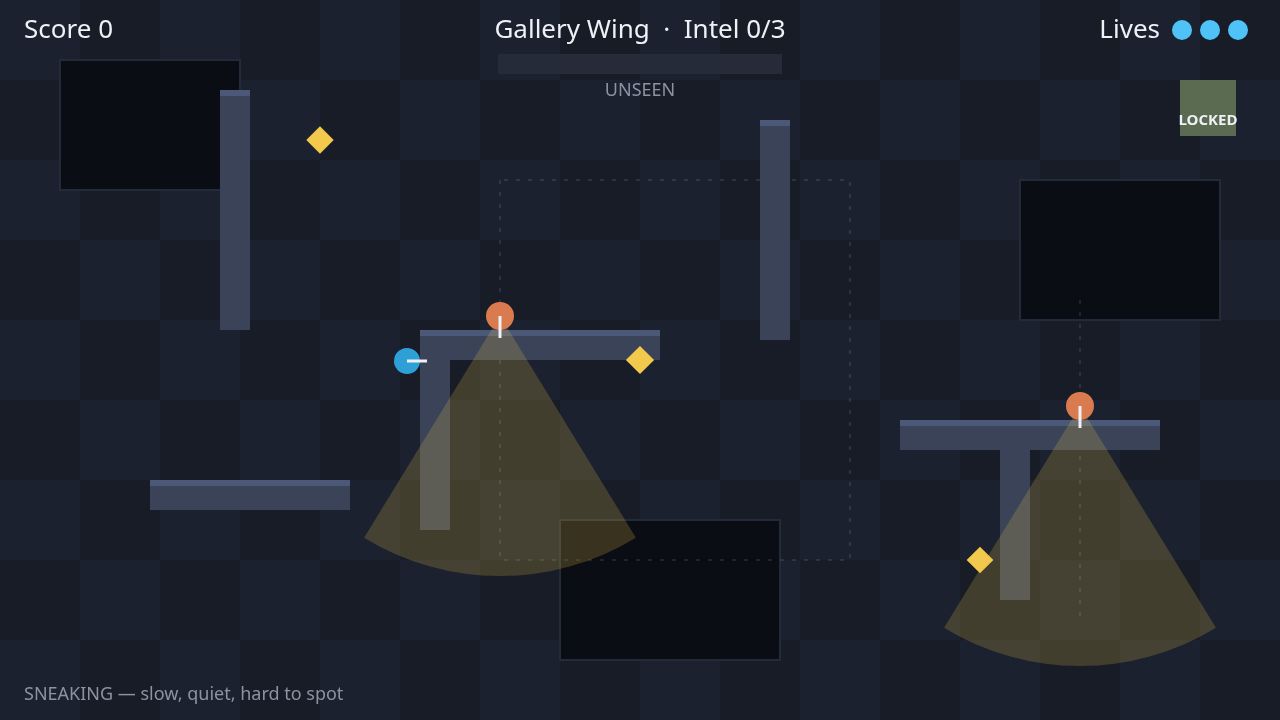 Score 0
Gallery Wing · Intel 0/3
Lives
UNSEEN
LOCKED
SNEAKING — slow, quiet, hard to spot